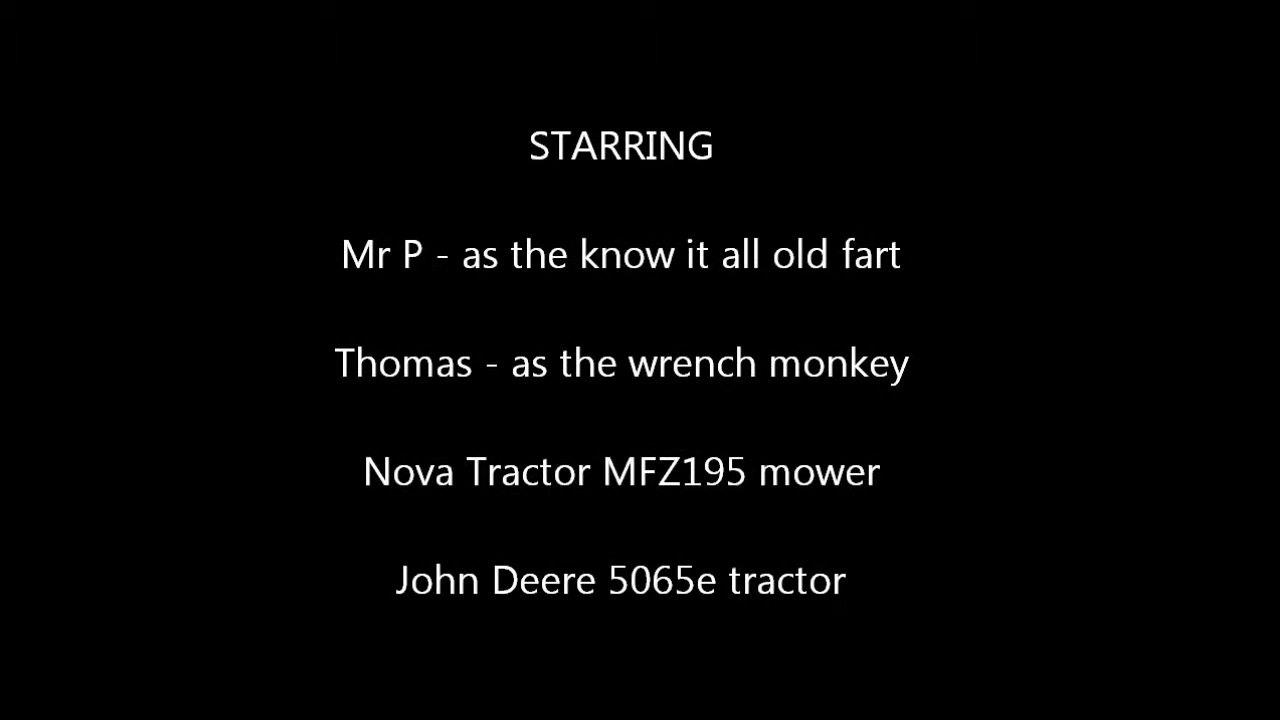 STARRING
Mr P - as the know it all old fart
Thomas - as the wrench monkey
Nova Tractor MFZ195 mower
John Deere 5065e tractor